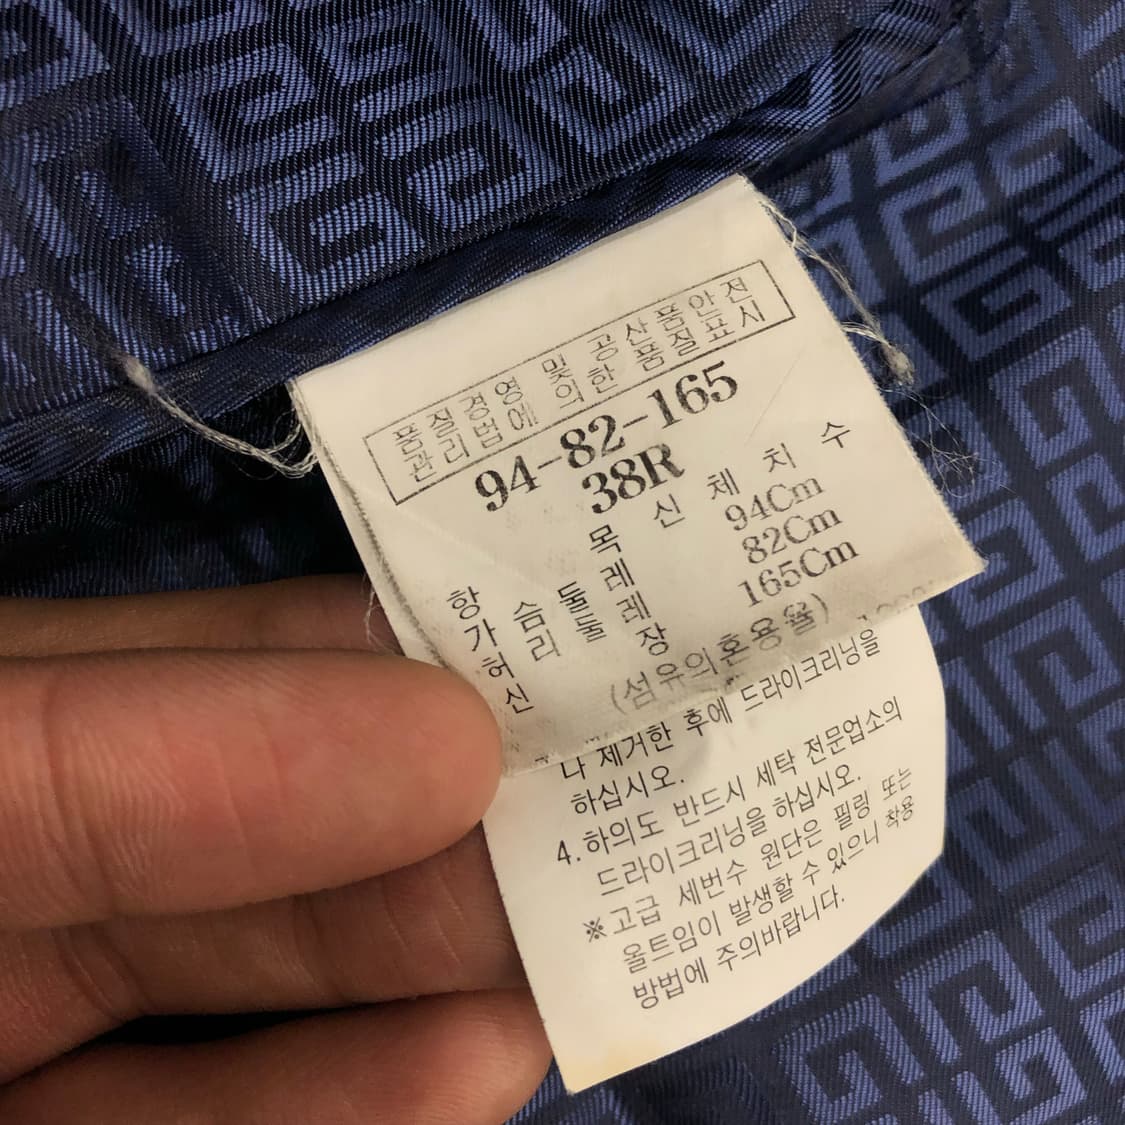 품질경영 및 공산품안전
관리법에 의한 품질표시
94-82-165
38R
신체치수
항목
가슴둘레 94Cm
허리둘레 82Cm
신장 165Cm
(섬유의혼용율)
나 제거한 후에 드라이크리닝을
하십시오.
4.하의도 반드시 세탁 전문업소의
드라이크리닝을 하십시오.
※고급 세번수 원단은 필링 또는
올트임이 발생할 수 있으니 착용
방법에 주의바랍니다.